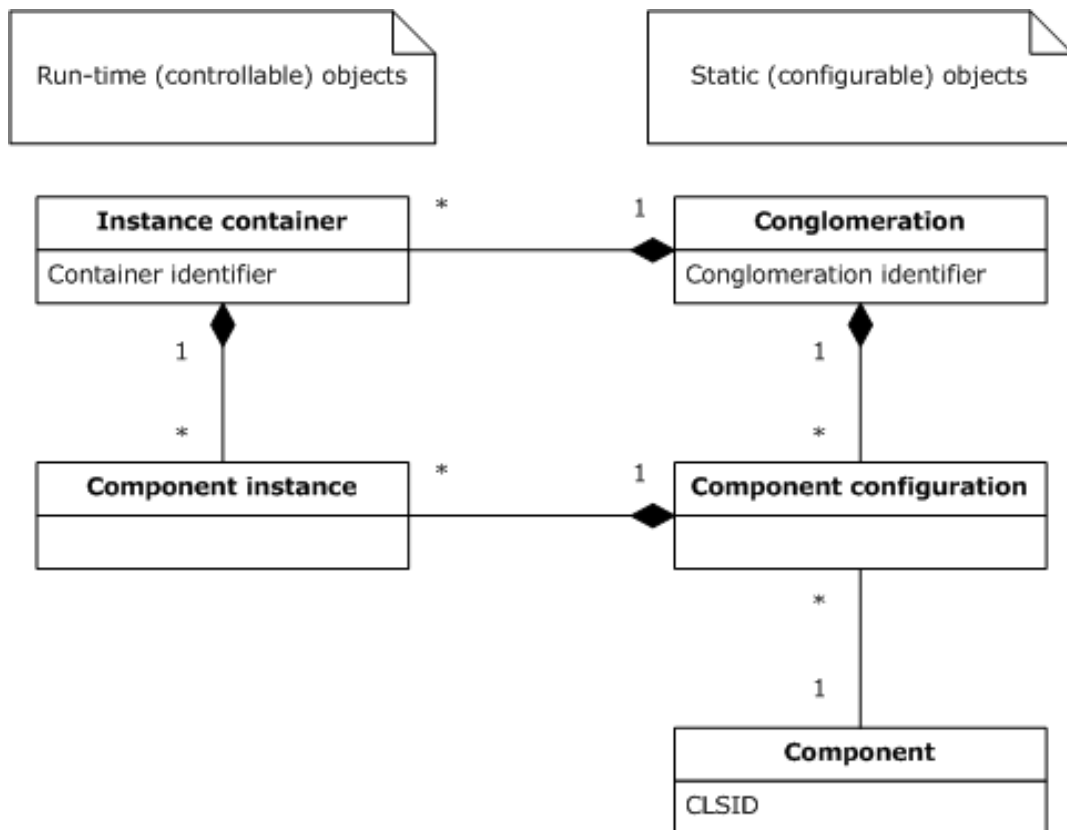 Run-time (controllable) objects
Static (configurable) objects
* 1
Instance container
Conglomeration
Container identifier
Conglomeration identifier
1 1
* *
* 1
Component instance
Component configuration
*
1
Component
CLSID